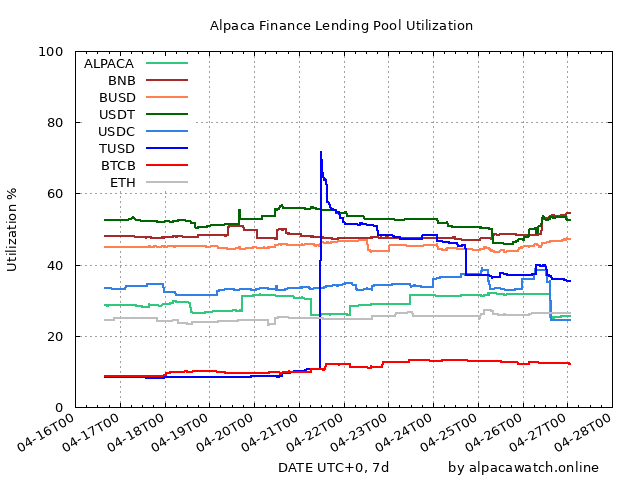 Alpaca Finance Lending Pool Utilization
100
80
60
40
20
0
Utilization %
ALPACA
BNB
BUSD
USDT
USDC
TUSD
BTCB
ETH
04-16T00
04-17T00
04-18T00
04-19T00
04-20T00
04-21T00
04-22T00
04-23T00
04-24T00
04-25T00
04-26T00
04-27T00
04-28T00
DATE UTC+0, 7d
by alpacawatch.online